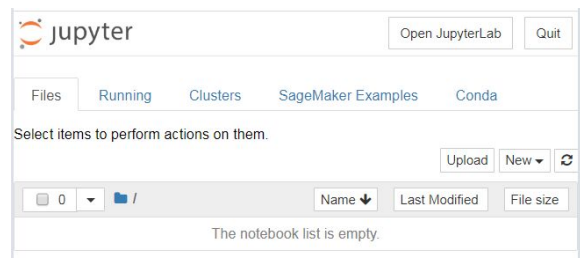 jupyter Open JupyterLab Quit
Files Running Clusters SageMaker Examples Conda
Select items to perform actions on them.
Upload New
0 / Name Last Modified File size
The notebook list is empty.